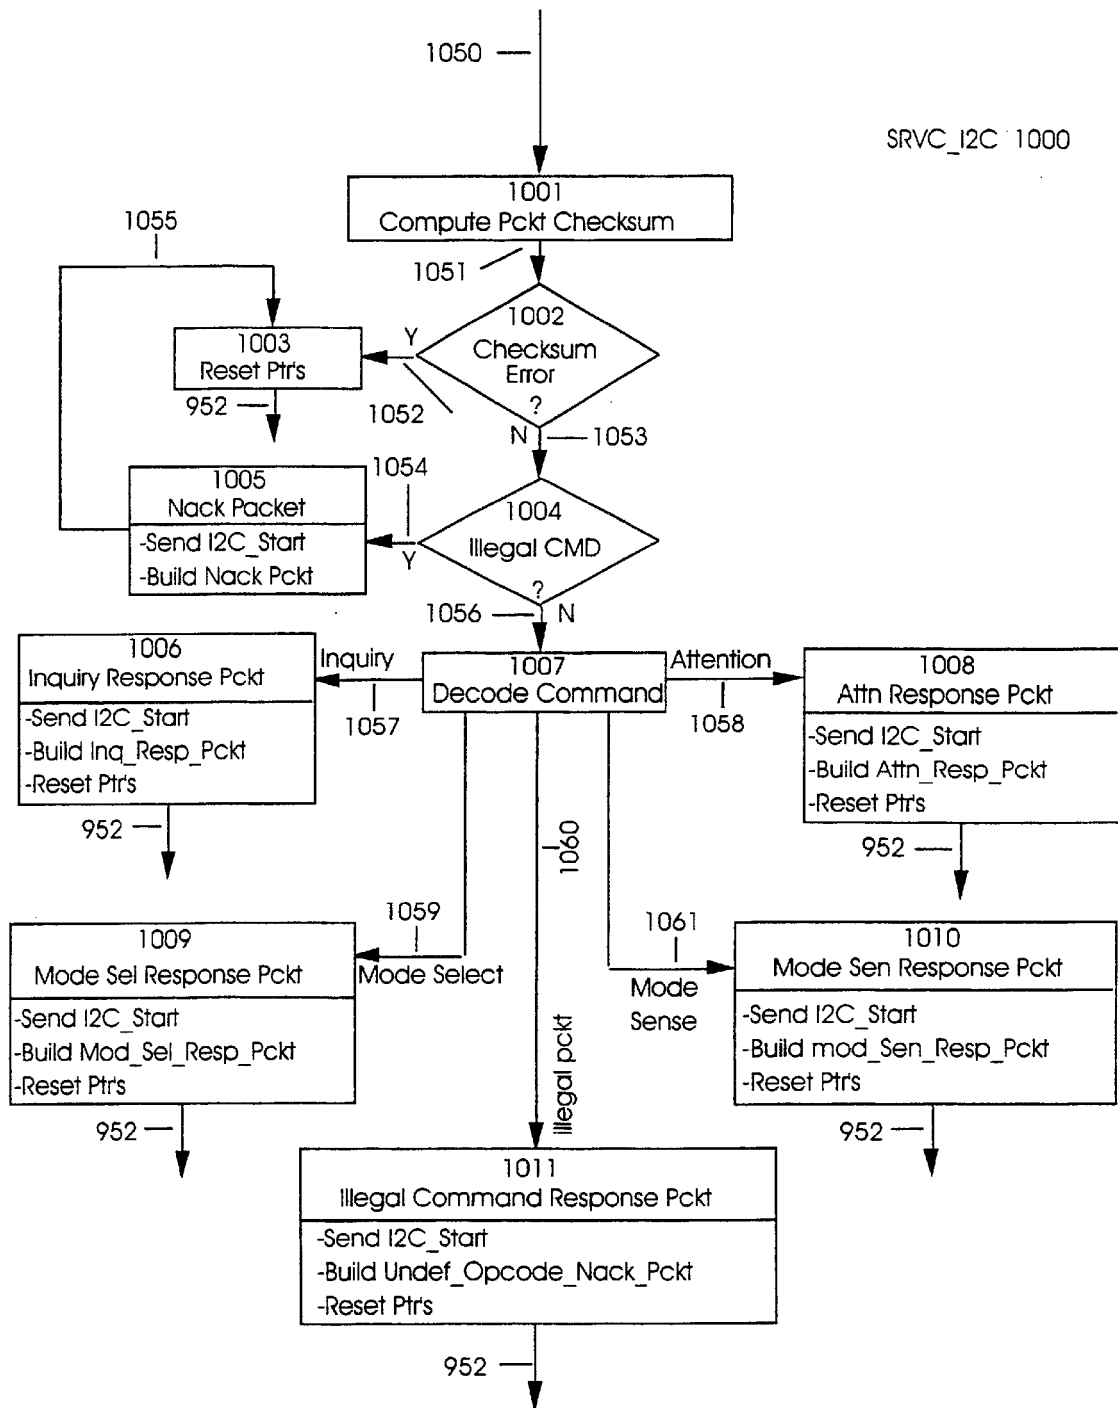 1050
SRVC_I2C 1000
1001
Compute Pckt Checksum
1055
1051
1002
Checksum
Error
?
Y
1003
Reset Ptr's
1052
952
N
1053
1005
Nack Packet
-Send I2C_Start
-Build Nack Pckt
1054
Y
1004
Illegal CMD
?
1056
N
1006
Inquiry Response Pckt
-Send I2C_Start
-Build Inq_Resp_Pckt
-Reset Ptr's
952
Inquiry
1057
1007
Decode Command
Attention
1058
1008
Attn Response Pckt
-Send I2C_Start
-Build Attn_Resp_Pckt
-Reset Ptr's
952
1060
1059
Mode Select
1009
Mode Sel Response Pckt
-Send I2C_Start
-Build Mod_Sel_Resp_Pckt
-Reset Ptr's
952
1061
Mode
Sense
1010
Mode Sen Response Pckt
-Send I2C_Start
-Build mod_Sen_Resp_Pckt
-Reset Ptr's
952
illegal pckt
1011
Illegal Command Response Pckt
-Send I2C_Start
-Build Undef_Opcode_Nack_Pckt
-Reset Ptr's
952